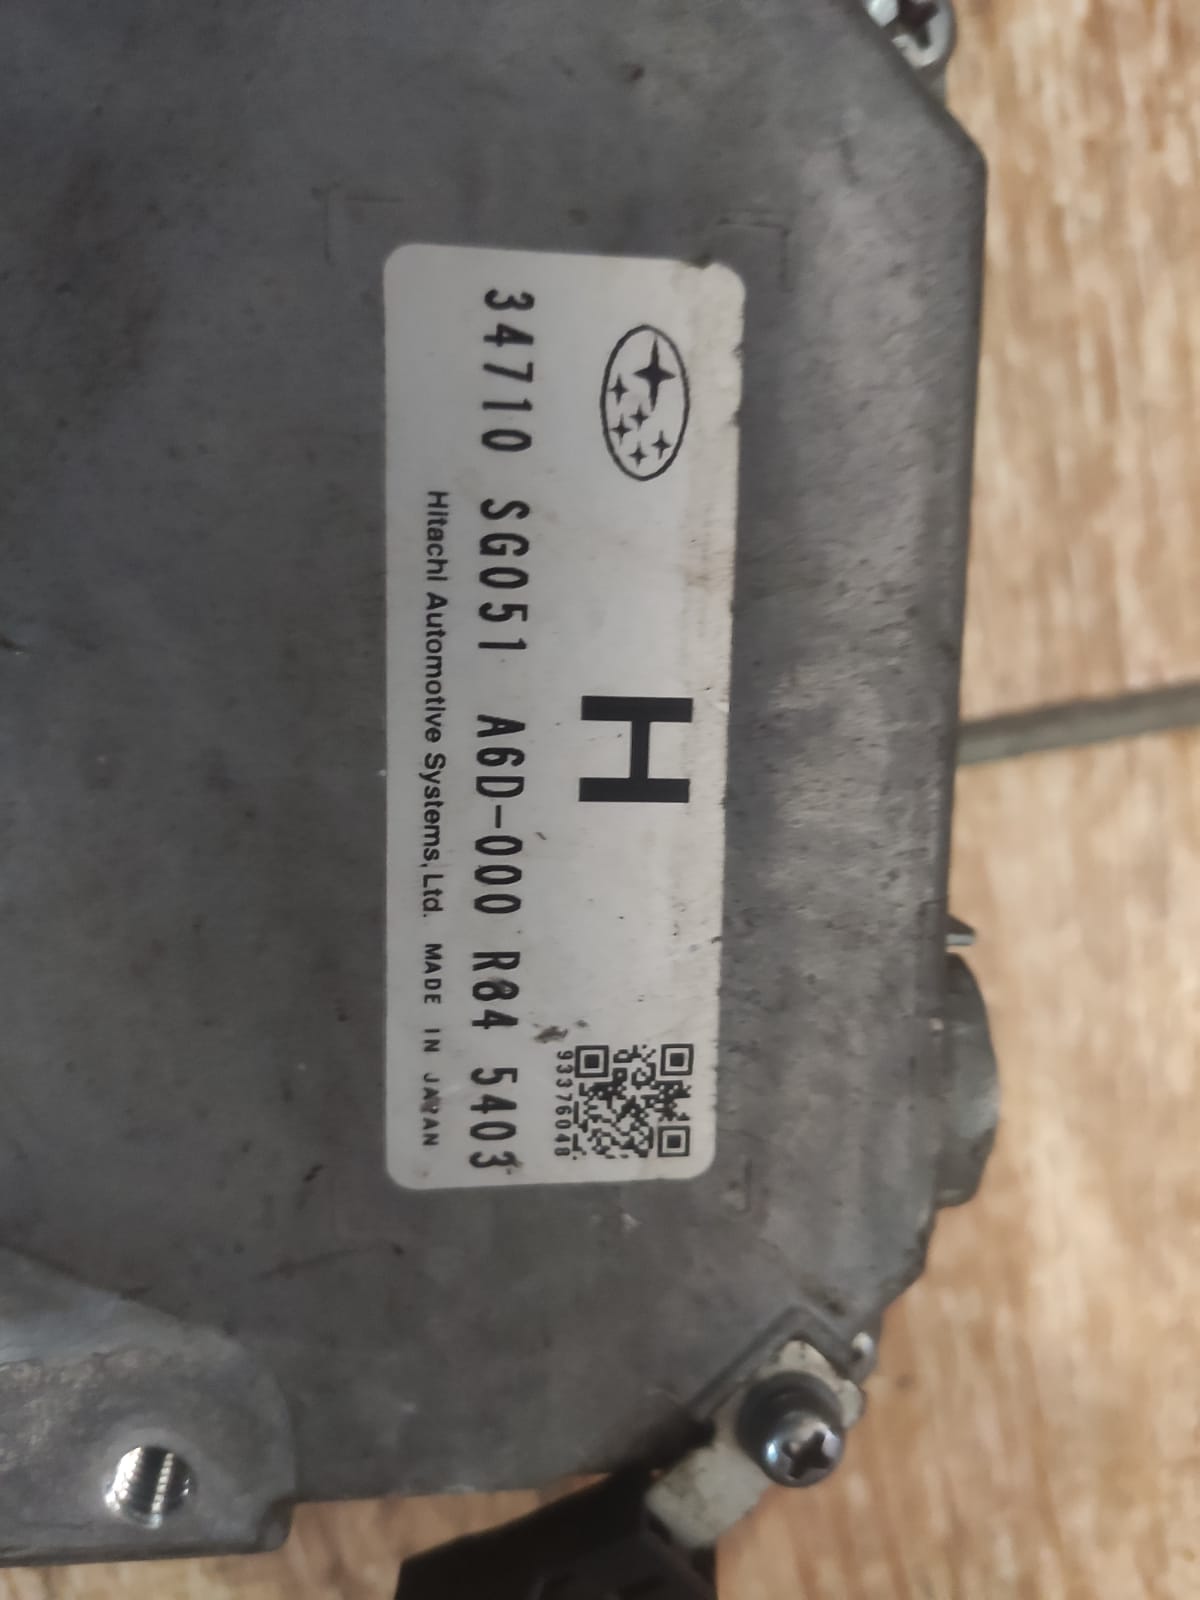 H
93376048
34710 SG051 A6D-000 R84 5403
Hitachi Automotive Systems, Ltd. MADE IN JAPAN